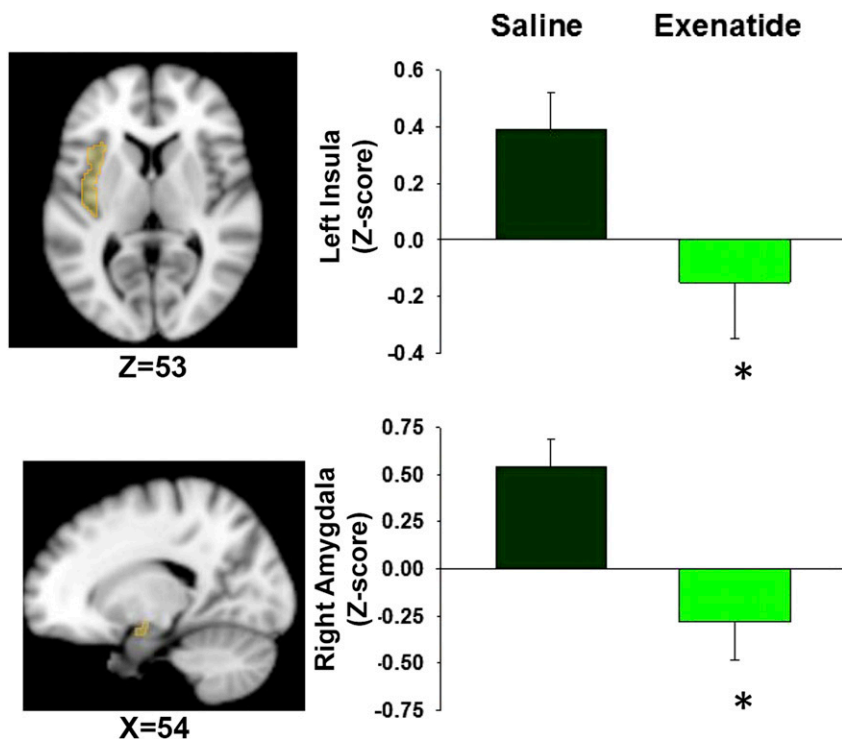 Saline Exenatide
Left Insula
(Z-score)
0.6
0.4
0.2
0.0
-0.2
-0.4
*
Z=53
Right Amygdala
(Z-score)
0.75
0.50
0.25
0.00
-0.25
-0.50
-0.75
*
X=54